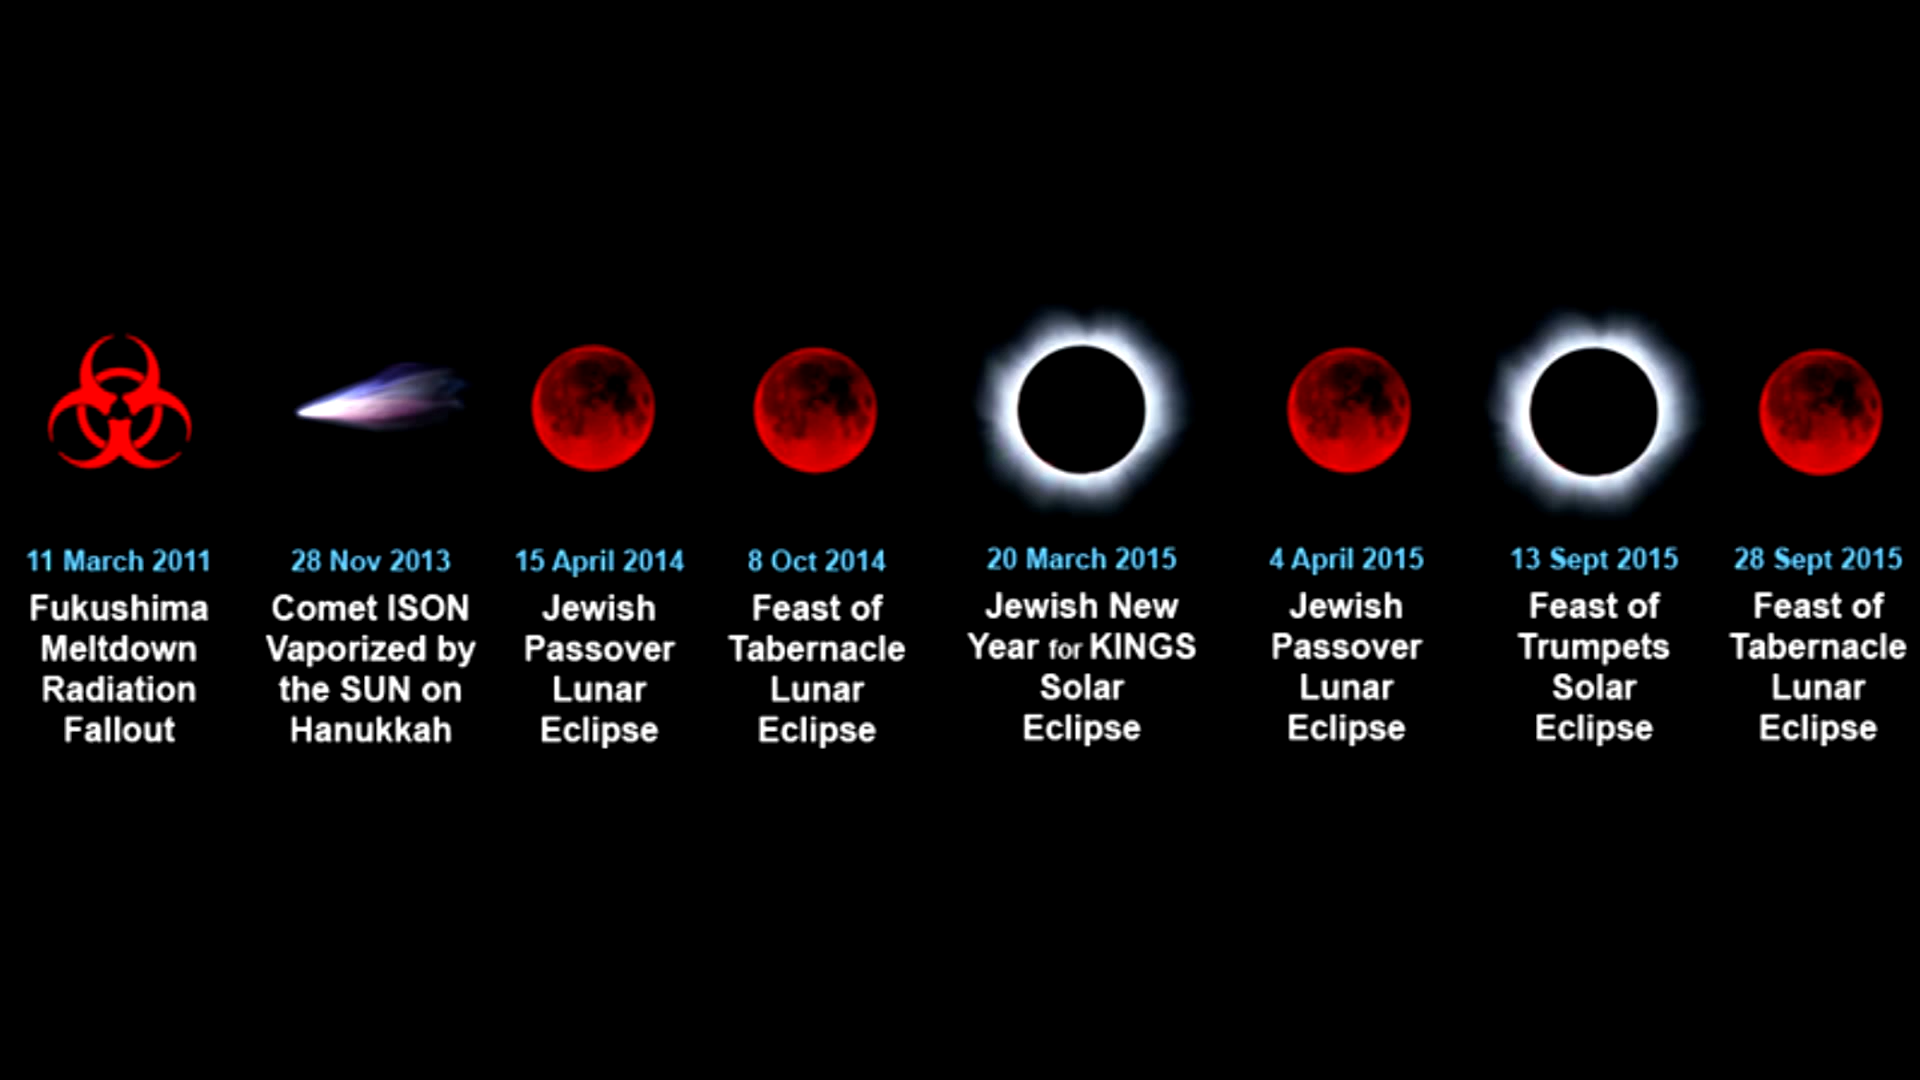 11 March 2011
Fukushima
Meltdown
Radiation
Fallout
28 Nov 2013
Comet ISON
Vaporized by
the SUN on
Hanukkah
15 April 2014
Jewish
Passover
Lunar
Eclipse
8 Oct 2014
Feast of
Tabernacle
Lunar
Eclipse
20 March 2015
Jewish New
Year for KINGS
Solar
Eclipse
4 April 2015
Jewish
Passover
Lunar
Eclipse
13 Sept 2015
Feast of
Trumpets
Solar
Eclipse
28 Sept 2015
Feast of
Tabernacle
Lunar
Eclipse